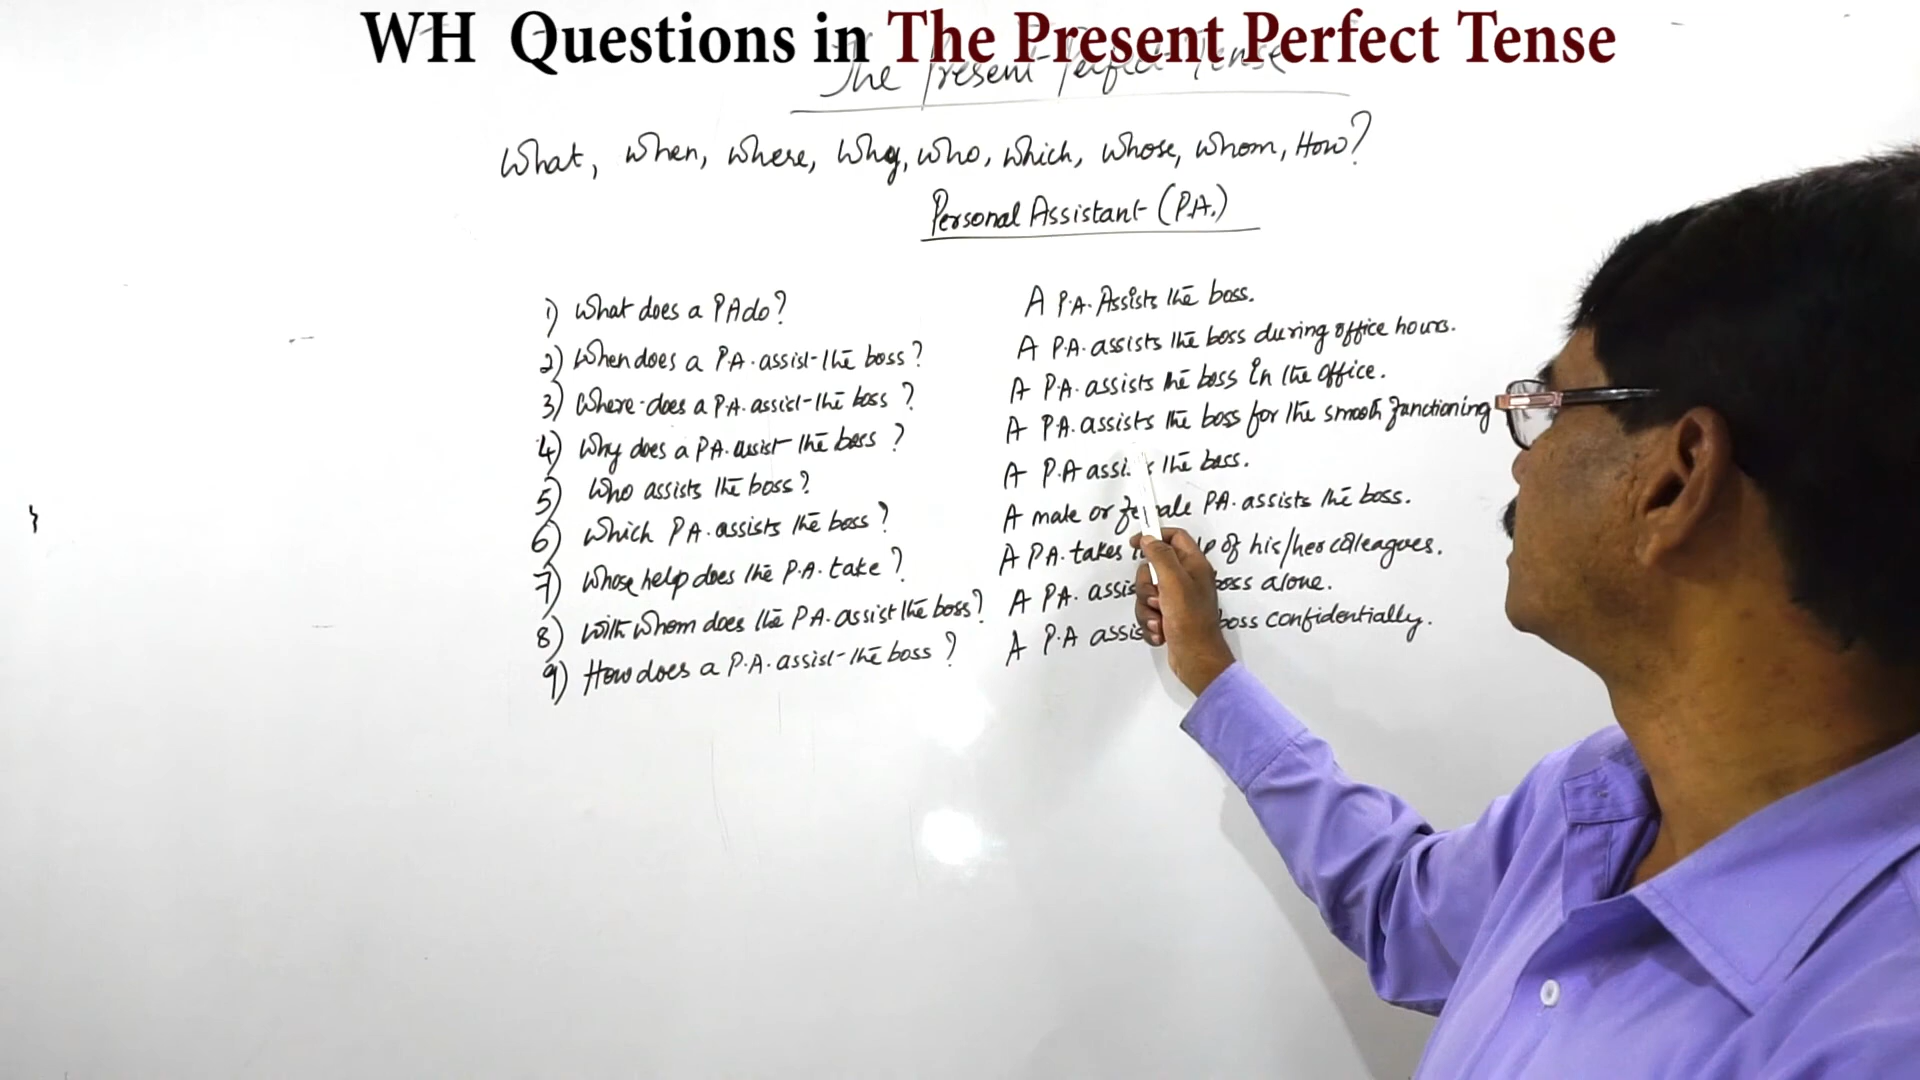 WH Questions in The Present Perfect Tense
The Present Perfect Tense
What, When, Where, Why, Who, Which, Whose, Whom, How?
Personal Assistant (P.A.)
1) What does a PA do?
A P.A. Assists the boss.
2) When does a P.A. assist the boss?
A P.A. assists the boss during office hours.
3) Where does a P.A. assist the boss?
A P.A. assists the boss in the office.
4) Why does a P.A. assist the boss?
A P.A. assists the boss for the smooth functioning
5) Who assists the boss?
A P.A assists the boss.
6) Which P.A. assists the boss?
A male or female P.A. assists the boss.
7) Whose help does the P.A. take?
A P.A. takes of his/her colleagues.
8) With whom does the P.A. assist the boss?
A P.A. assis boss alone.
9) How does a P.A. assist the boss?
A P.A assis boss confidentially.